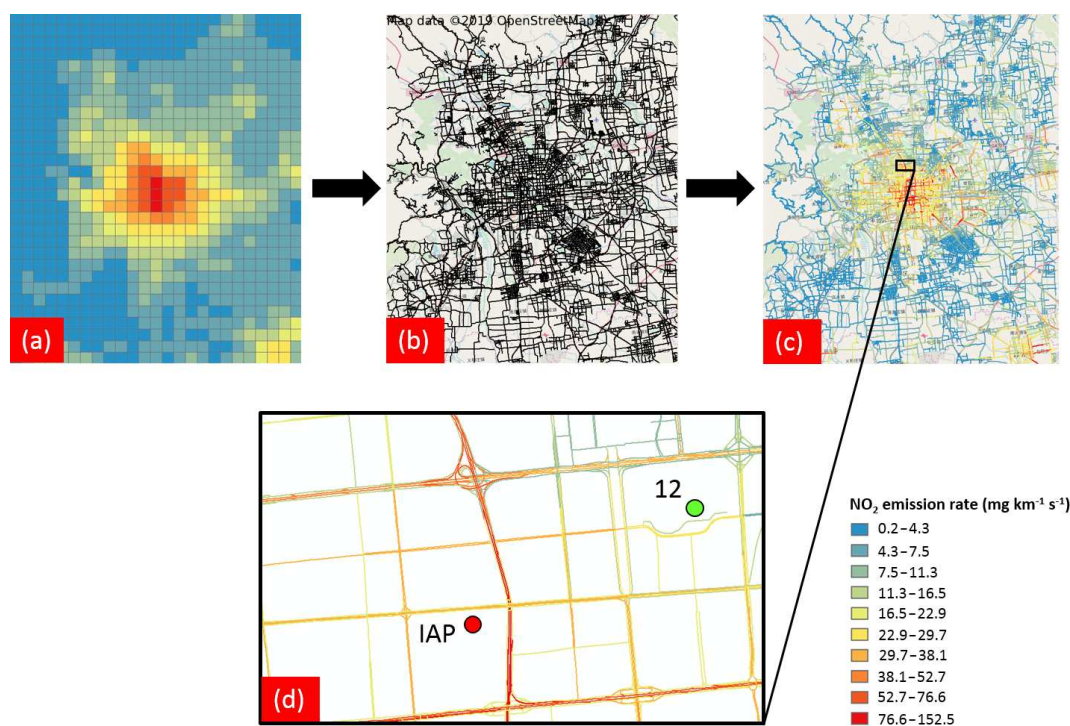 Map data ©2019 OpenStreetMap
(a)
(b)
(c)
12
IAP
(d)
NO₂ emission rate (mg km⁻¹ s⁻¹)
0.2–4.3
4.3–7.5
7.5–11.3
11.3–16.5
16.5–22.9
22.9–29.7
29.7–38.1
38.1–52.7
52.7–76.6
76.6–152.5